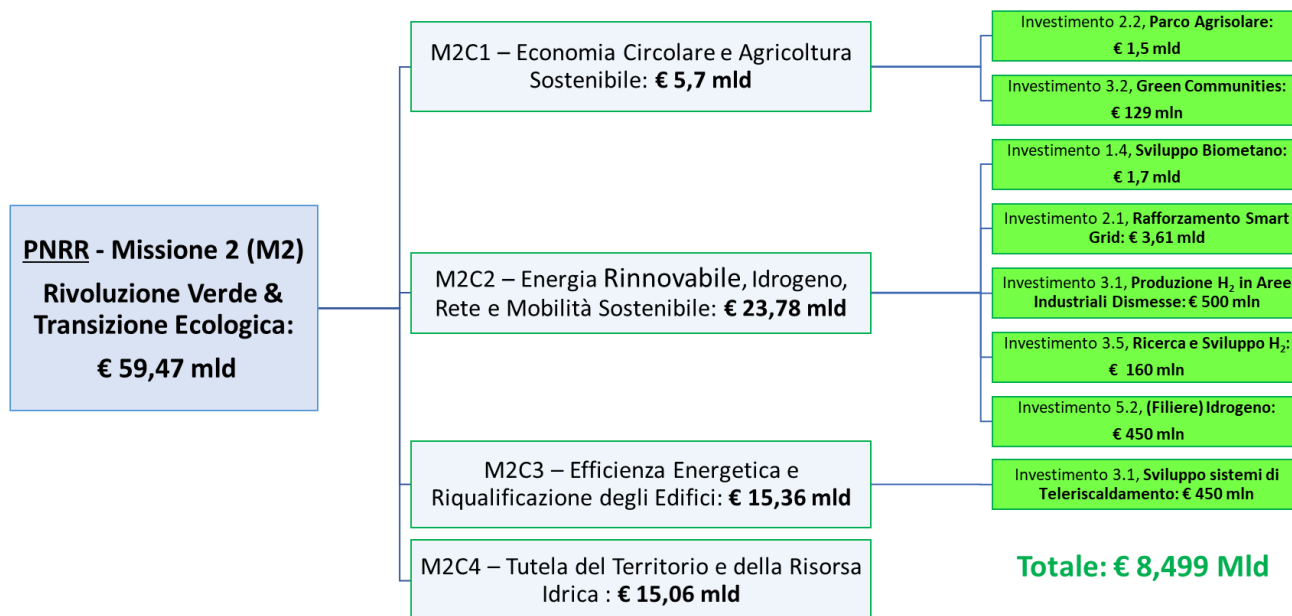 PNRR - Missione 2 (M2)
Rivoluzione Verde &
Transizione Ecologica:
€ 59,47 mld
M2C1 – Economia Circolare e Agricoltura
Sostenibile: € 5,7 mld
Investimento 2.2, Parco Agrisolare:
€ 1,5 mld
Investimento 3.2, Green Communities:
€ 129 mln
M2C2 – Energia Rinnovabile, Idrogeno,
Rete e Mobilità Sostenibile: € 23,78 mld
Investimento 1.4, Sviluppo Biometano:
€ 1,7 mld
Investimento 2.1, Rafforzamento Smart
Grid: € 3,61 mld
Investimento 3.1, Produzione H₂ in Aree
Industriali Dismesse: € 500 mln
Investimento 3.5, Ricerca e Sviluppo H₂:
€ 160 mln
Investimento 5.2, (Filiere) Idrogeno:
€ 450 mln
M2C3 – Efficienza Energetica e
Riqualificazione degli Edifici: € 15,36 mld
Investimento 3.1, Sviluppo sistemi di
Teleriscaldamento: € 450 mln
M2C4 – Tutela del Territorio e della Risorsa
Idrica : € 15,06 mld
Totale: € 8,499 Mld